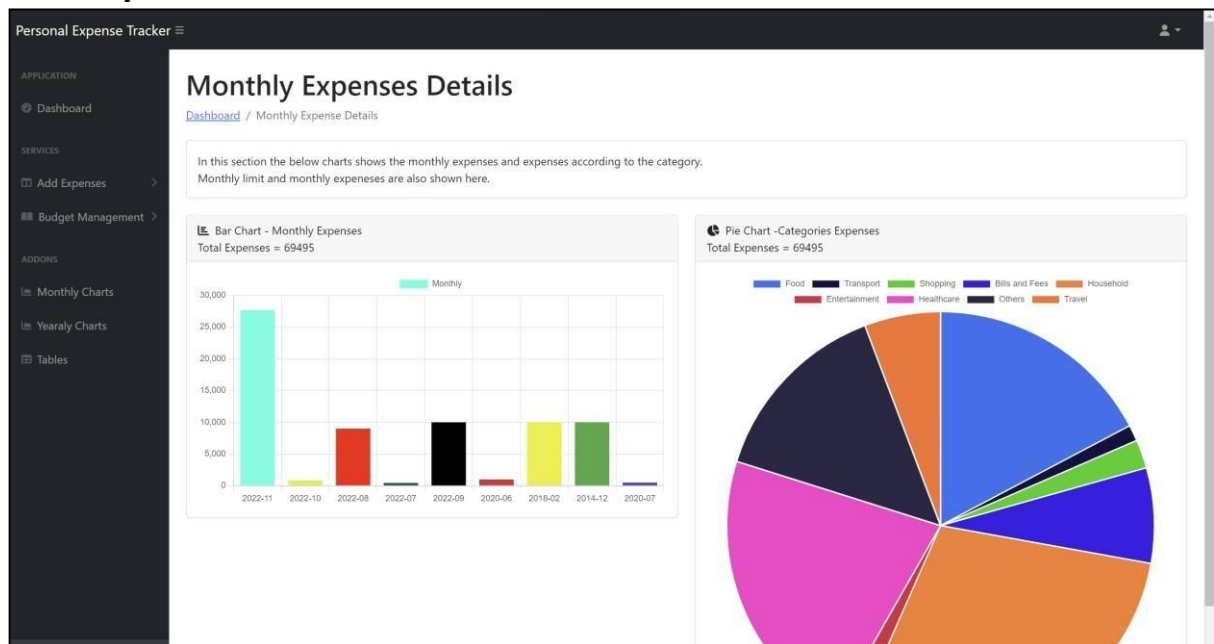 Personal Expense Tracker
APPLICATION
Dashboard
SERVICES
Add Expenses
Budget Management
ADDONS
Monthly Charts
Yearaly Charts
Tables
Monthly Expenses Details
Dashboard / Monthly Expense Details
In this section the below charts shows the monthly expenses and expenses according to the category.
Monthly limit and monthly expeneses are also shown here.
Bar Chart - Monthly Expenses
Total Expenses = 69495
Monthly
30,000
25,000
20,000
15,000
10,000
5,000
0
2022-11 2022-10 2022-08 2022-07 2022-09 2020-06 2018-02 2014-12 2020-07
Pie Chart -Categories Expenses
Total Expenses = 69495
Food Transport Shopping Bills and Fees Household
Entertainment Healthcare Others Travel